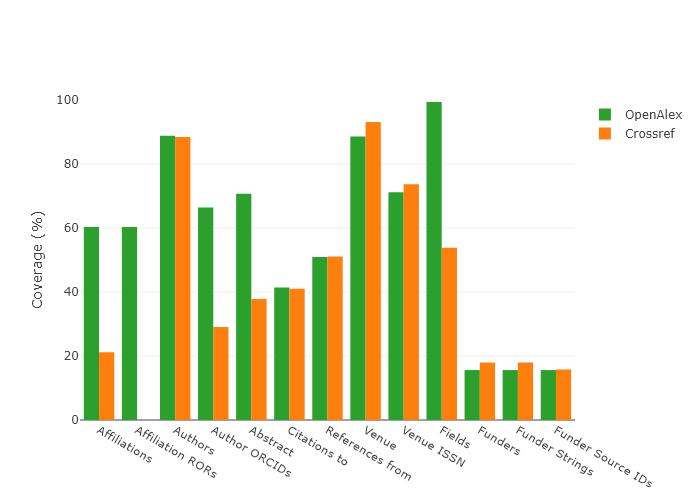 OpenAlex
Crossref
Coverage (%)
100
80
60
40
20
0
Affiliations
Affiliation RORs
Authors
Author ORCIDs
Abstract
Citations to
References from
Venue
Venue ISSN
Fields
Funders
Funder Strings
Funder Source IDs